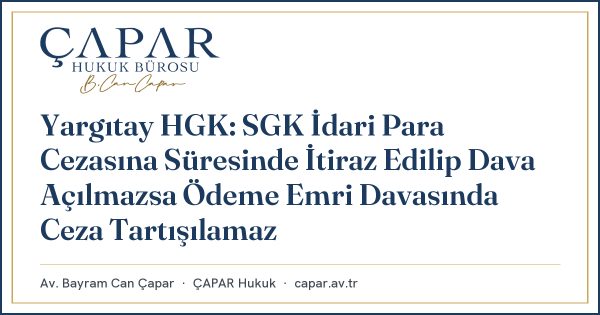 ÇAPAR
HUKUK BÜROSU
B.Can Çapar
Yargıtay HGK: SGK İdari Para
Cezasına Süresinde İtiraz Edilip Dava
Açılmazsa Ödeme Emri Davasında
Ceza Tartışılamaz
Av. Bayram Can Çapar · ÇAPAR Hukuk · capar.av.tr